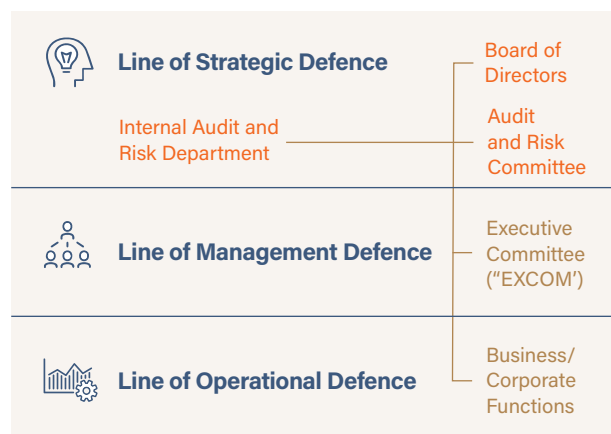 Line of Strategic Defence
Board of
Directors
Internal Audit and
Risk Department
Audit
and Risk
Committee
Line of Management Defence
Executive
Committee
(“EXCOM’)
Line of Operational Defence
Business/
Corporate
Functions